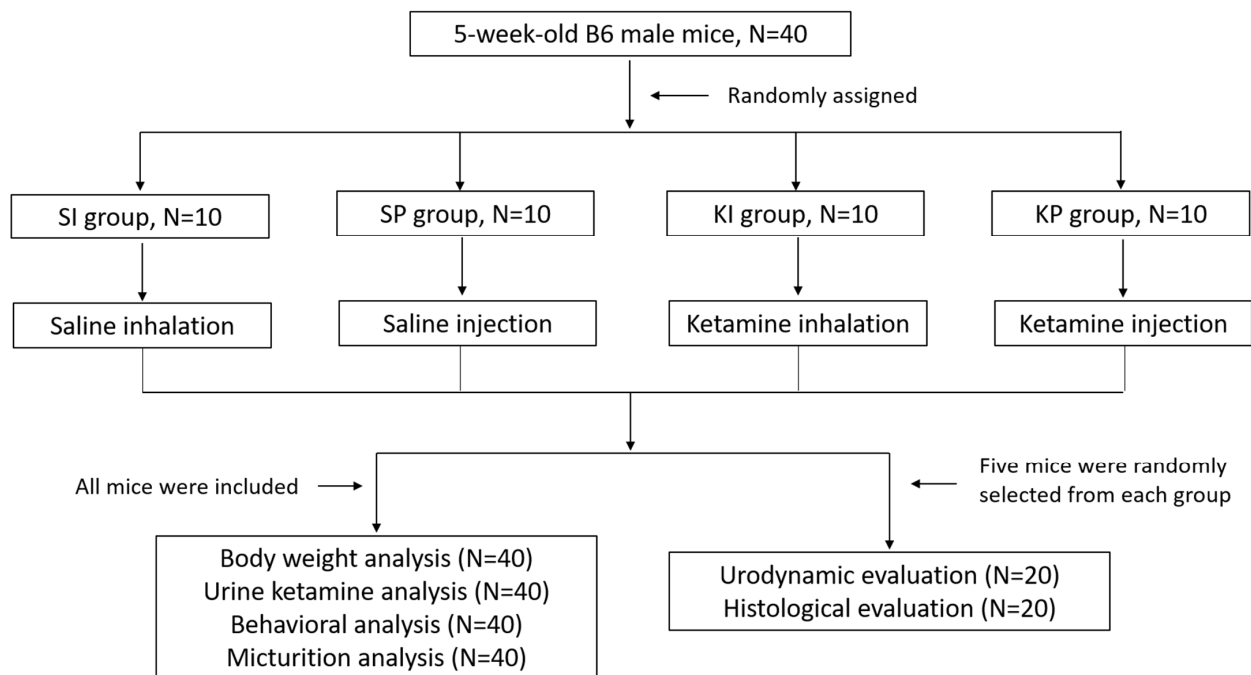 5-week-old B6 male mice, N=40
Randomly assigned
SI group, N=10
SP group, N=10
KI group, N=10
KP group, N=10
Saline inhalation
Saline injection
Ketamine inhalation
Ketamine injection
All mice were included
Five mice were randomly
selected from each group
Body weight analysis (N=40)
Urine ketamine analysis (N=40)
Behavioral analysis (N=40)
Micturition analysis (N=40)
Urodynamic evaluation (N=20)
Histological evaluation (N=20)